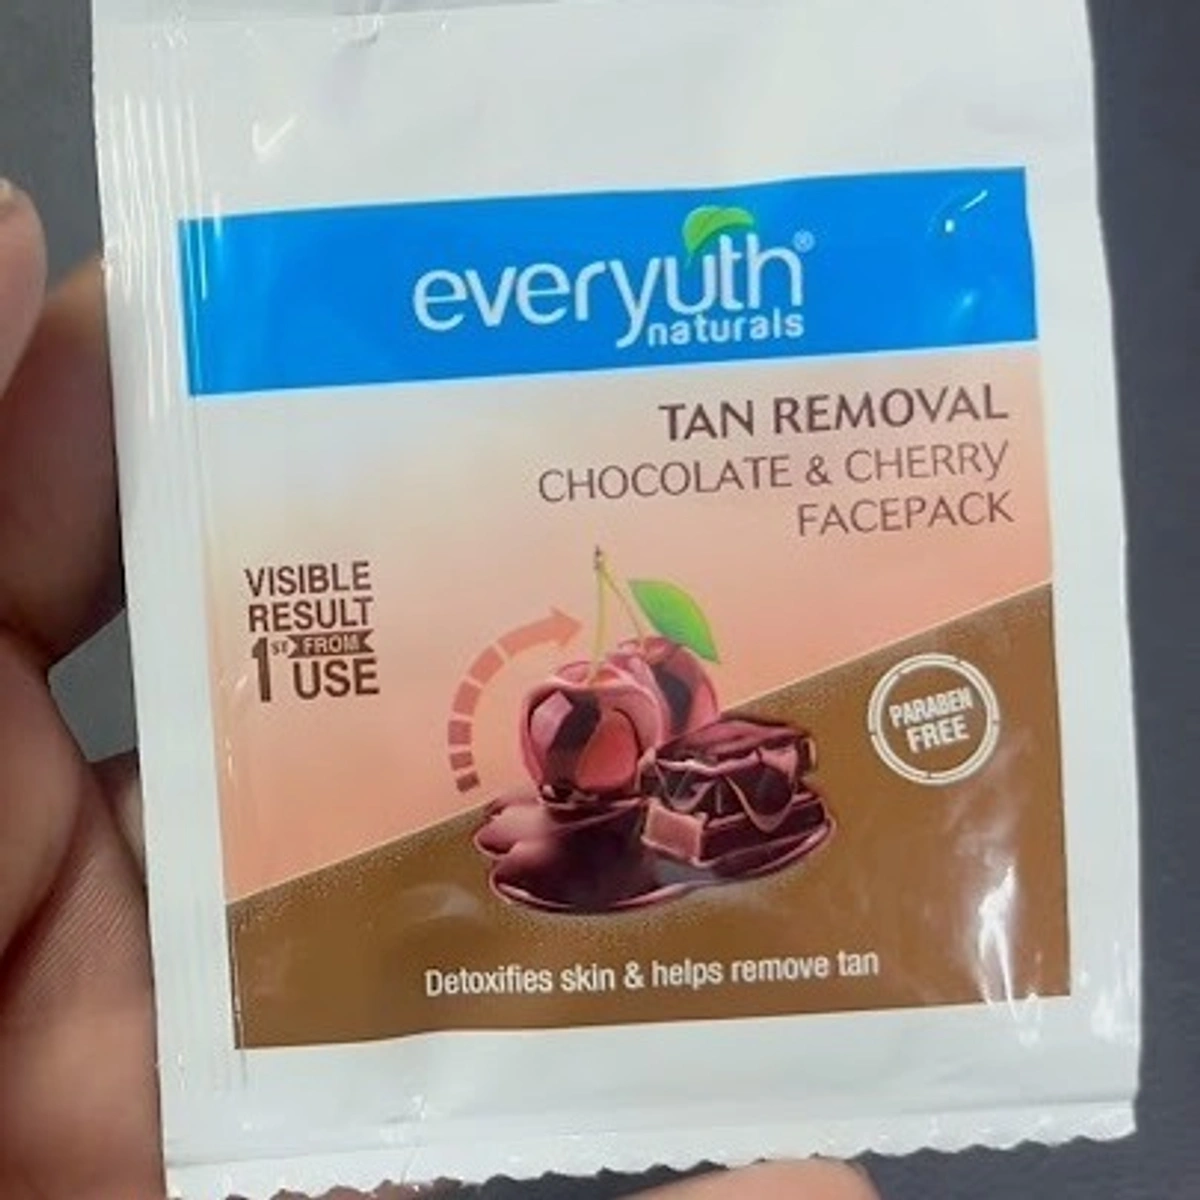 everyuth®
naturals
TAN REMOVAL
CHOCOLATE & CHERRY
FACEPACK
VISIBLE
RESULT
1ST FROM
USE
PARABEN
FREE
Detoxifies skin & helps remove tan